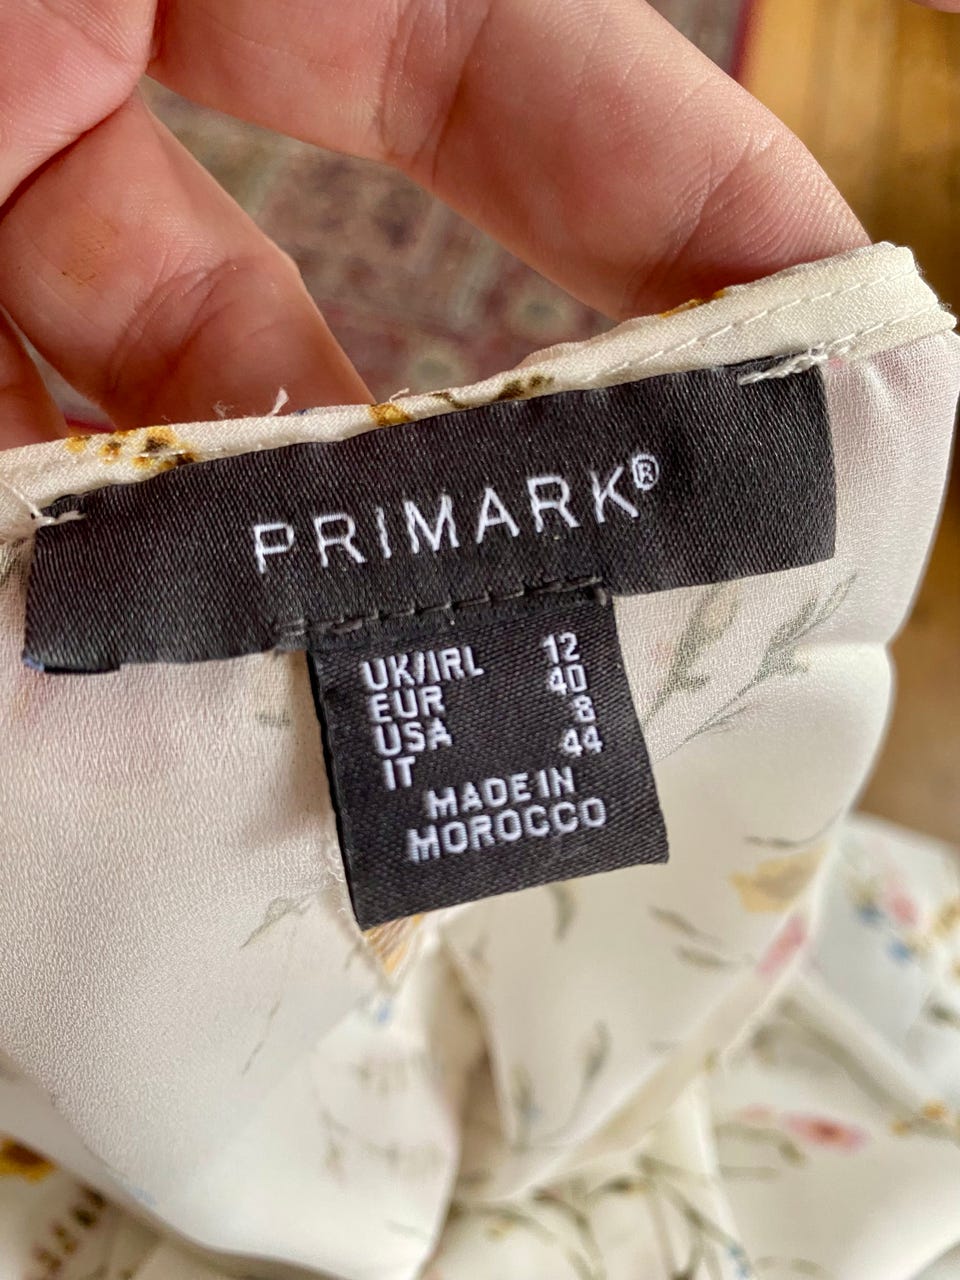 PRIMARK®
UK/IRL 12
EUR 40
USA 8
IT 44
MADE IN
MOROCCO